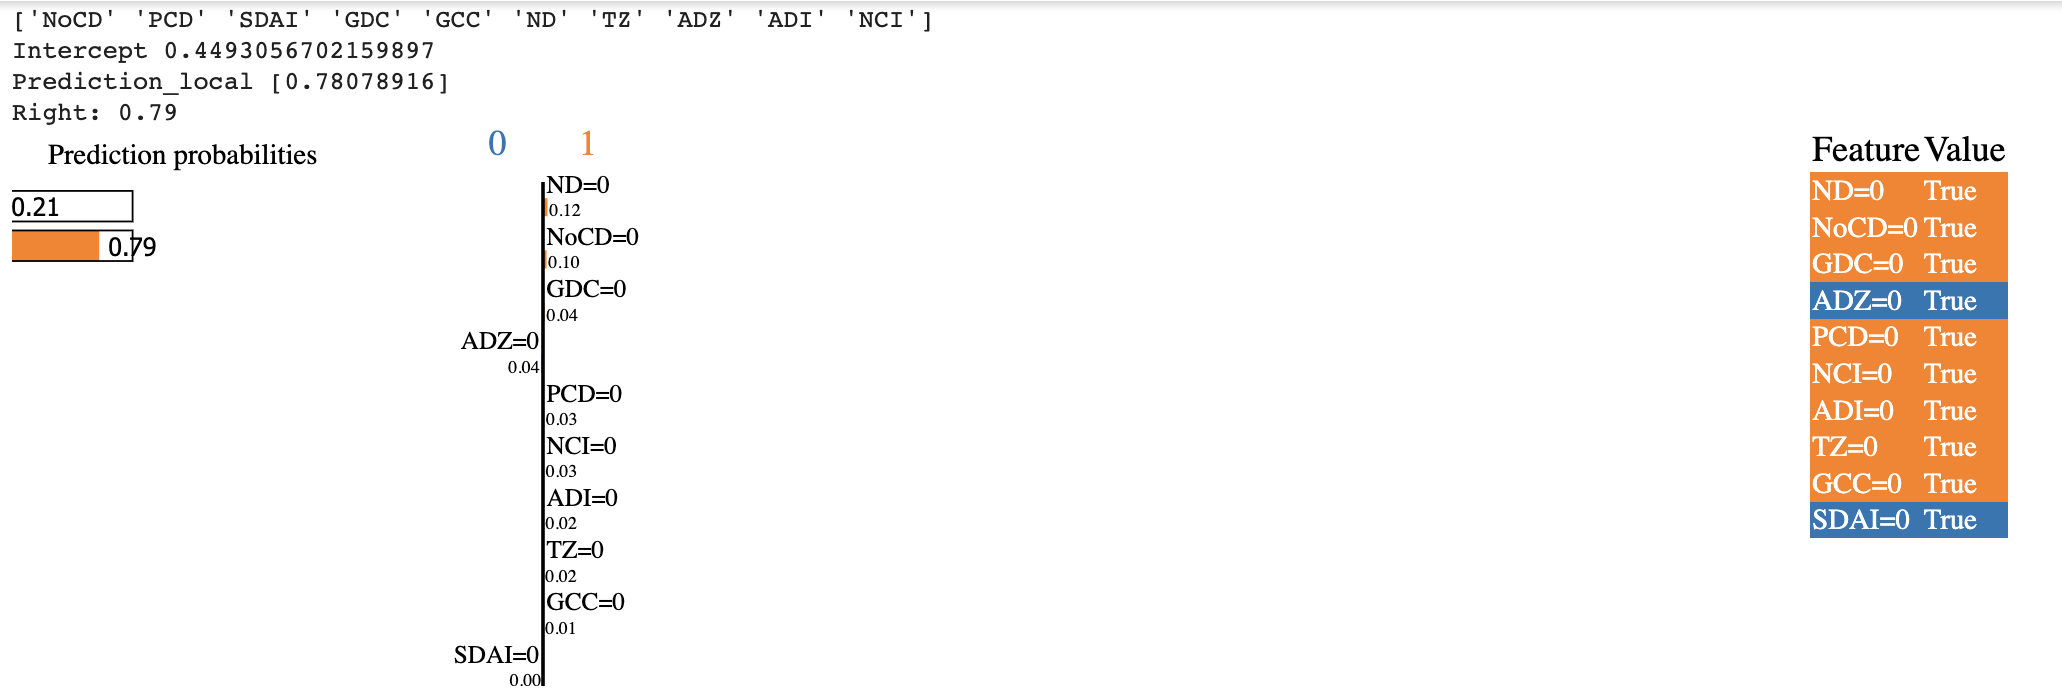 ['NoCD' 'PCD' 'SDAI' 'GDC' 'GCC' 'ND' 'TZ' 'ADZ' 'ADI' 'NCI']
Intercept 0.4493056702159897
Prediction_local [0.78078916]
Right: 0.79
Prediction probabilities
0.21
0.79
0 1
ND=0
0.12
NoCD=0
0.10
GDC=0
0.04
ADZ=0
0.04
PCD=0
0.03
NCI=0
0.03
ADI=0
0.02
TZ=0
0.02
GCC=0
0.01
SDAI=0
0.00
Feature Value
ND=0 True
NoCD=0 True
GDC=0 True
ADZ=0 True
PCD=0 True
NCI=0 True
ADI=0 True
TZ=0 True
GCC=0 True
SDAI=0 True